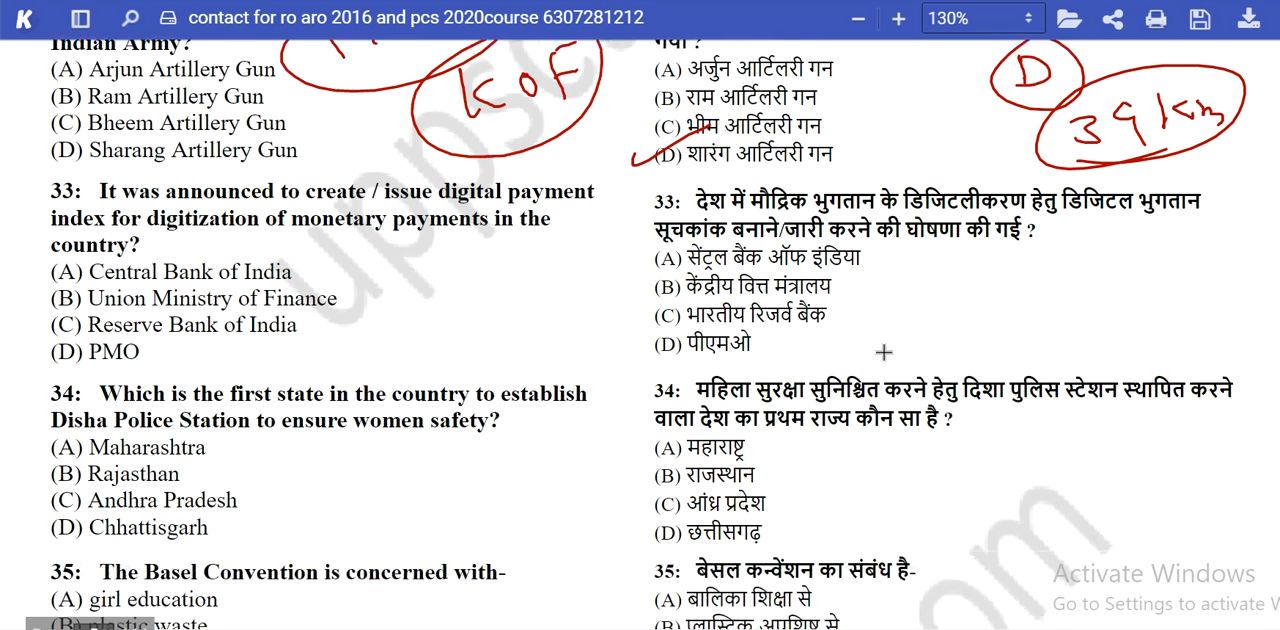 contact for ro aro 2016 and pcs 2020course 6307281212
130%
Indian Army?
(A) Arjun Artillery Gun
(B) Ram Artillery Gun
(C) Bheem Artillery Gun
(D) Sharang Artillery Gun
KOF
33: It was announced to create / issue digital payment
index for digitization of monetary payments in the
country?
(A) Central Bank of India
(B) Union Ministry of Finance
(C) Reserve Bank of India
(D) PMO
34: Which is the first state in the country to establish
Disha Police Station to ensure women safety?
(A) Maharashtra
(B) Rajasthan
(C) Andhra Pradesh
(D) Chhattisgarh
35: The Basel Convention is concerned with-
(A) girl education
(B) plastic waste
गया ?
(A) अर्जुन आर्टिलरी गन
(B) राम आर्टिलरी गन
(C) भीम आर्टिलरी गन
(D) शारंग आर्टिलरी गन
D
39 km
33: देश में मौद्रिक भुगतान के डिजिटलीकरण हेतु डिजिटल भुगतान
सूचकांक बनाने/जारी करने की घोषणा की गई ?
(A) सेंट्रल बैंक ऑफ इंडिया
(B) केंद्रीय वित्त मंत्रालय
(C) भारतीय रिजर्व बैंक
(D) पीएमओ
34: महिला सुरक्षा सुनिश्चित करने हेतु दिशा पुलिस स्टेशन स्थापित करने
वाला देश का प्रथम राज्य कौन सा है ?
(A) महाराष्ट्र
(B) राजस्थान
(C) आंध्र प्रदेश
(D) छत्तीसगढ़
35: बेसल कन्वेंशन का संबंध है-
(A) बालिका शिक्षा से
(B) प्लास्टिक अपशिष्ट से
Activate Windows
Go to Settings to activate